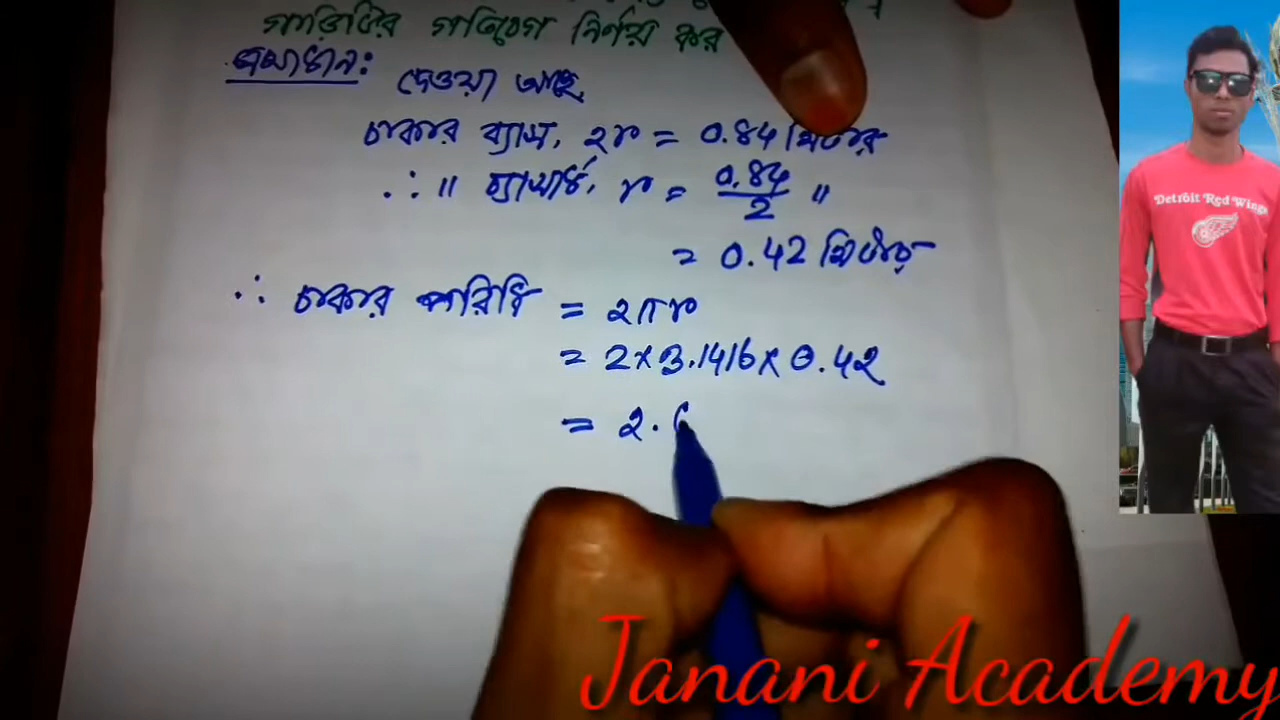 গাড়িটির গতিবেগ নির্ণয় কর
সমাধান: দেওয়া আছে,
চাকার ব্যাস, 2r = 0.84 মিটার
∴ " ব্যাসার্ধ, r = 0.84/2 "
= 0.42 মিটার
∴ চাকার পরিধি = 2πr
= 2×3.1416×0.42
= 2.6
Detroit Red Wings
Janani Academy